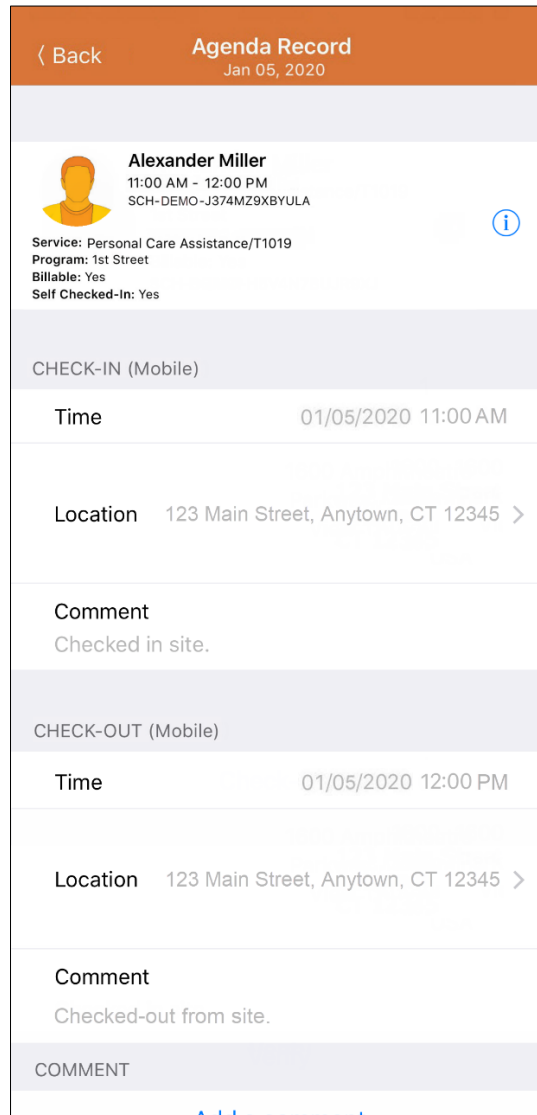 Back
Agenda Record
Jan 05, 2020
Alexander Miller
11:00 AM - 12:00 PM
SCH-DEMO-J374MZ9XBYULA
Service: Personal Care Assistance/T1019
Program: 1st Street
Billable: Yes
Self Checked-In: Yes
CHECK-IN (Mobile)
Time 01/05/2020 11:00 AM
Location 123 Main Street, Anytown, CT 12345
Comment
Checked in site.
CHECK-OUT (Mobile)
Time 01/05/2020 12:00 PM
Location 123 Main Street, Anytown, CT 12345
Comment
Checked-out from site.
COMMENT